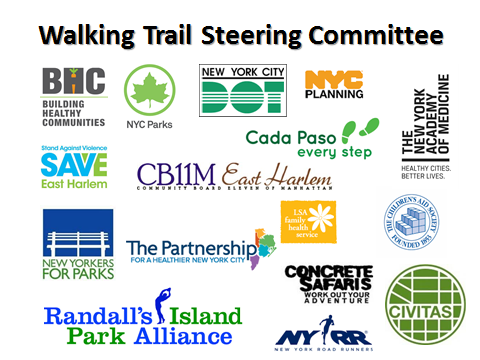 Walking Trail Steering Committee
BHC
BUILDING
HEALTHY
COMMUNITIES
NYC Parks
NEW YORK CITY
DOT
NYC
PLANNING
THE
NEW YORK
ACADEMY
OF MEDICINE
HEALTHY CITIES.
BETTER LIVES.
Cada Paso
every step
Stand Against Violence
SAVE
East Harlem
CB11M East Harlem
COMMUNITY BOARD ELEVEN OF MANHATTAN
NEW YORKERS
FOR PARKS
The Partnership
FOR A HEALTHIER NEW YORK CITY
LSA
family
health
service
THE CHILDREN'S AID SOCIETY
FOUNDED 1853
CONCRETE
SAFARIS
WORK OUT YOUR
ADVENTURE
CIVITAS
Randall's Island
Park Alliance
NYRR
NEW YORK ROAD RUNNERS